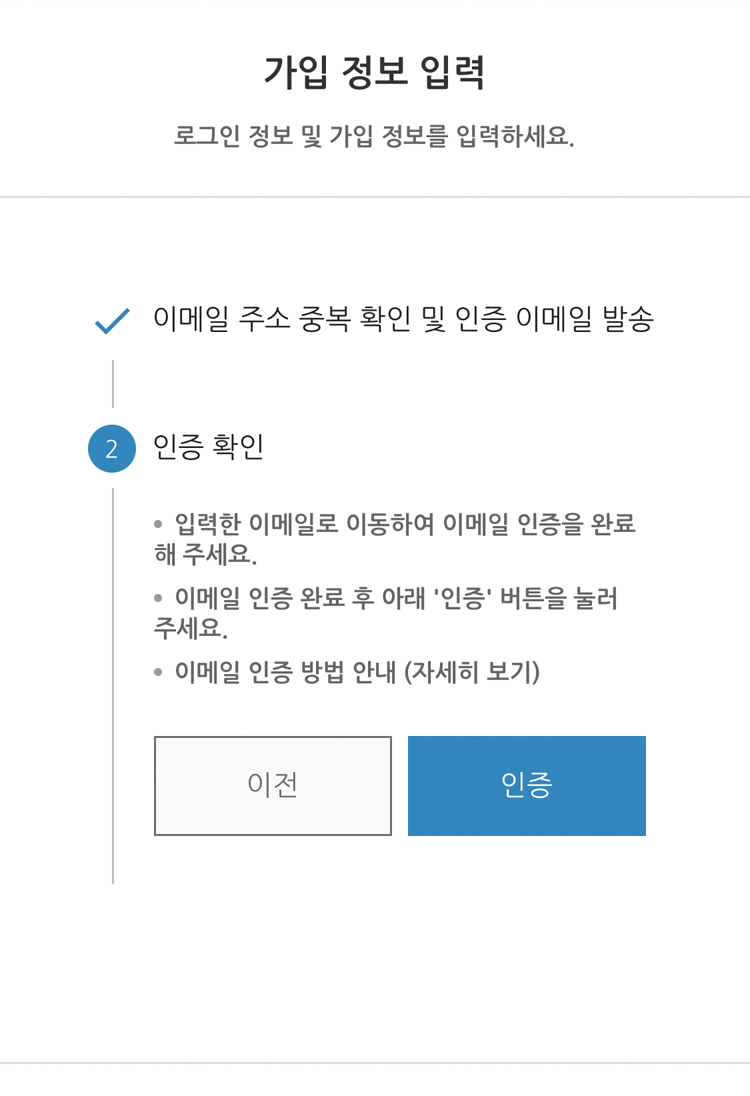 가입 정보 입력
로그인 정보 및 가입 정보를 입력하세요.
이메일 주소 중복 확인 및 인증 이메일 발송
2 인증 확인
• 입력한 이메일로 이동하여 이메일 인증을 완료
해 주세요.
• 이메일 인증 완료 후 아래 '인증' 버튼을 눌러
주세요.
• 이메일 인증 방법 안내 (자세히 보기)
이전 인증